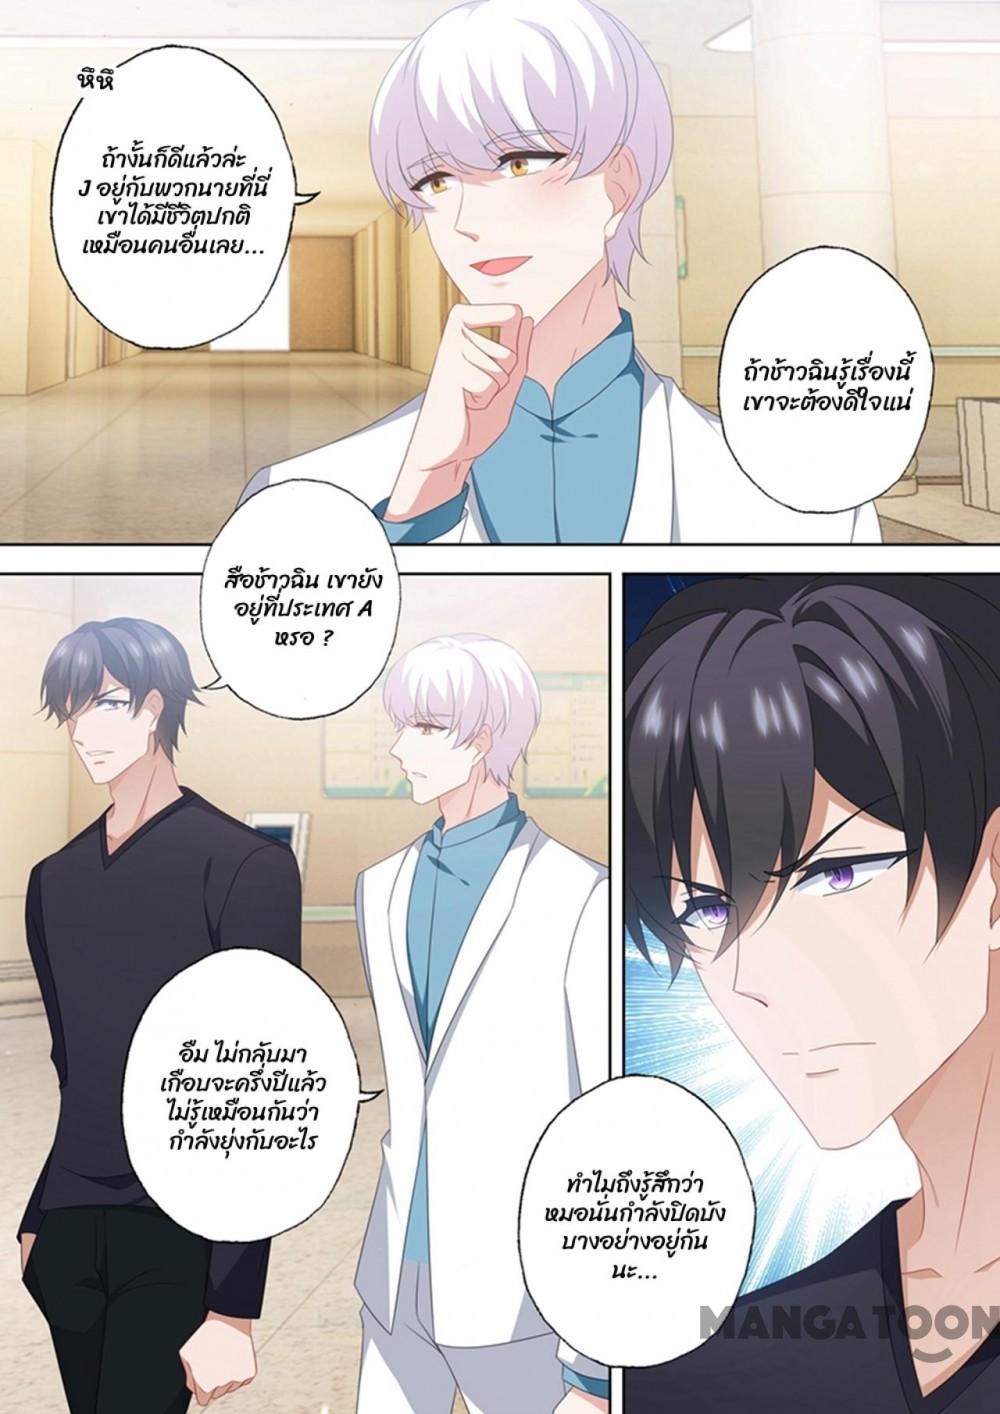 หึหึ
ถ้างั้นก็ดีแล้วล่ะ
J อยู่กับพวกนายที่นี่
เขาได้มีชีวิตปกติ
เหมือนคนอื่นเลย...
ถ้าช้าวฉินรู้เรื่องนี้
เขาจะต้องดีใจแน่
สือช้าวฉิน เขายัง
อยู่ที่ประเทศ A
หรอ ?
อืม ไม่กลับมา
เกือบจะครึ่งปีแล้ว
ไม่รู้เหมือนกันว่า
กำลังยุ่งกับอะไร
ทำไมถึงรู้สึกว่า
หมอนั่นกำลังปิดบัง
บางอย่างอยู่กัน
นะ...
MANGATOON